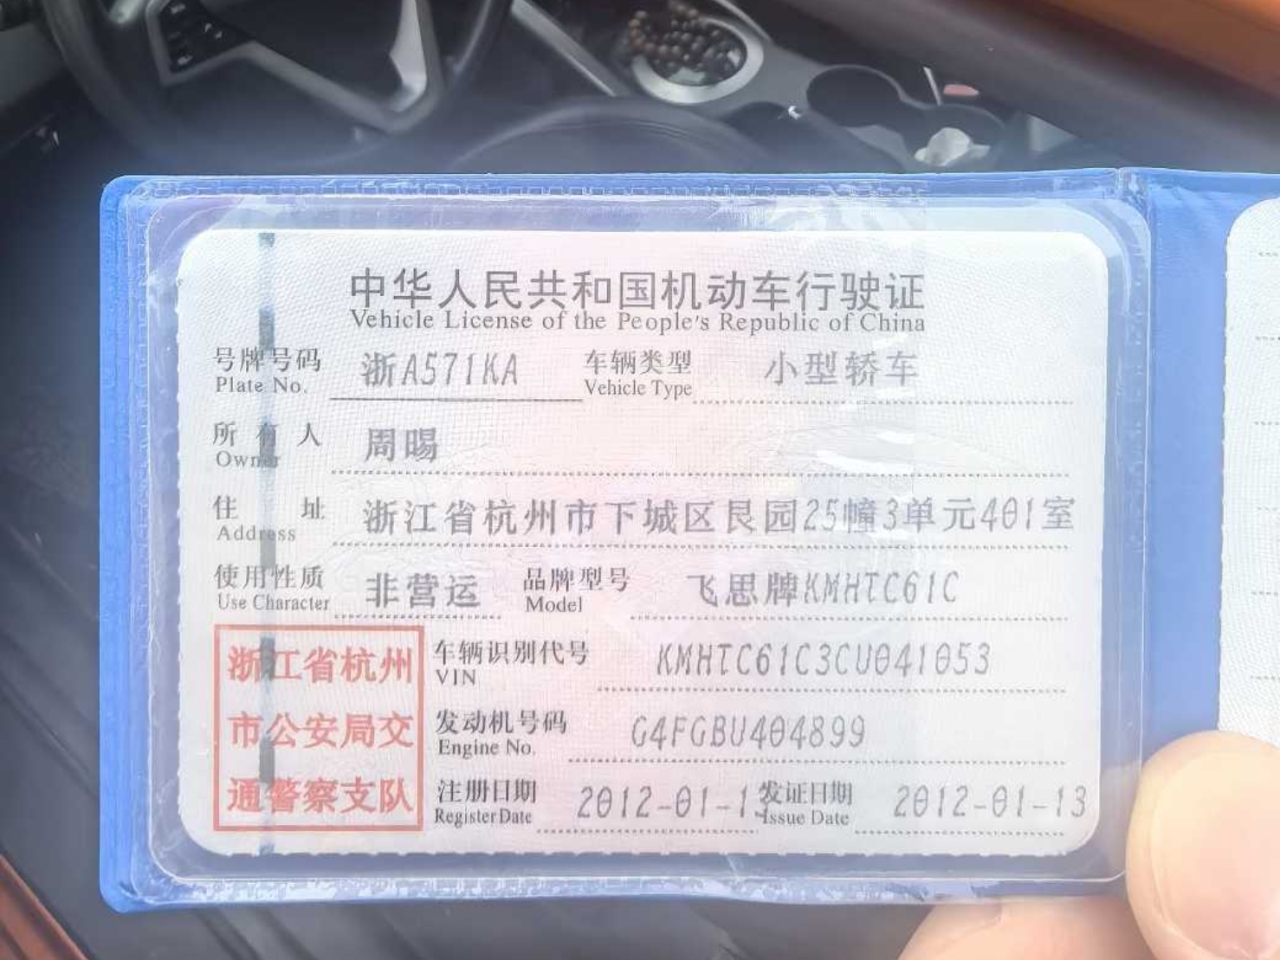 中华人民共和国机动车行驶证
Vehicle License of the People's Republic of China
号牌号码 浙A571KA 车辆类型 小型轿车
Plate No. Vehicle Type
所有人 周暘
Owner
住址 浙江省杭州市下城区艮园25幢3单元401室
Address
使用性质 非营运 品牌型号 飞思牌KMHTC61C
Use Character Model
浙江省杭州
市公安局交
通警察支队
车辆识别代号 KMHTC61C3CU041053
VIN
发动机号码 G4FGBU404899
Engine No.
注册日期 2012-01-13 发证日期 2012-01-13
Register Date Issue Date